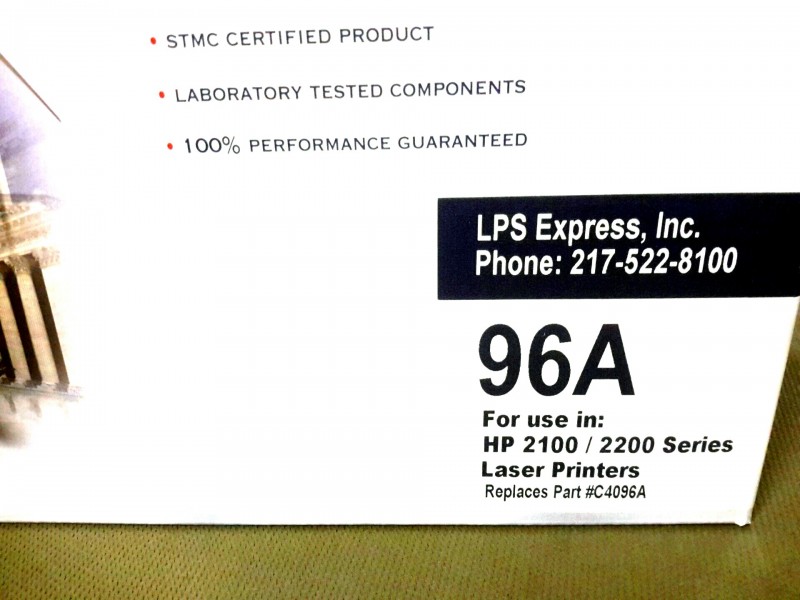 • STMC CERTIFIED PRODUCT
• LABORATORY TESTED COMPONENTS
• 100% PERFORMANCE GUARANTEED
LPS Express, Inc.
Phone: 217-522-8100
96A
For use in:
HP 2100 / 2200 Series
Laser Printers
Replaces Part #C4096A